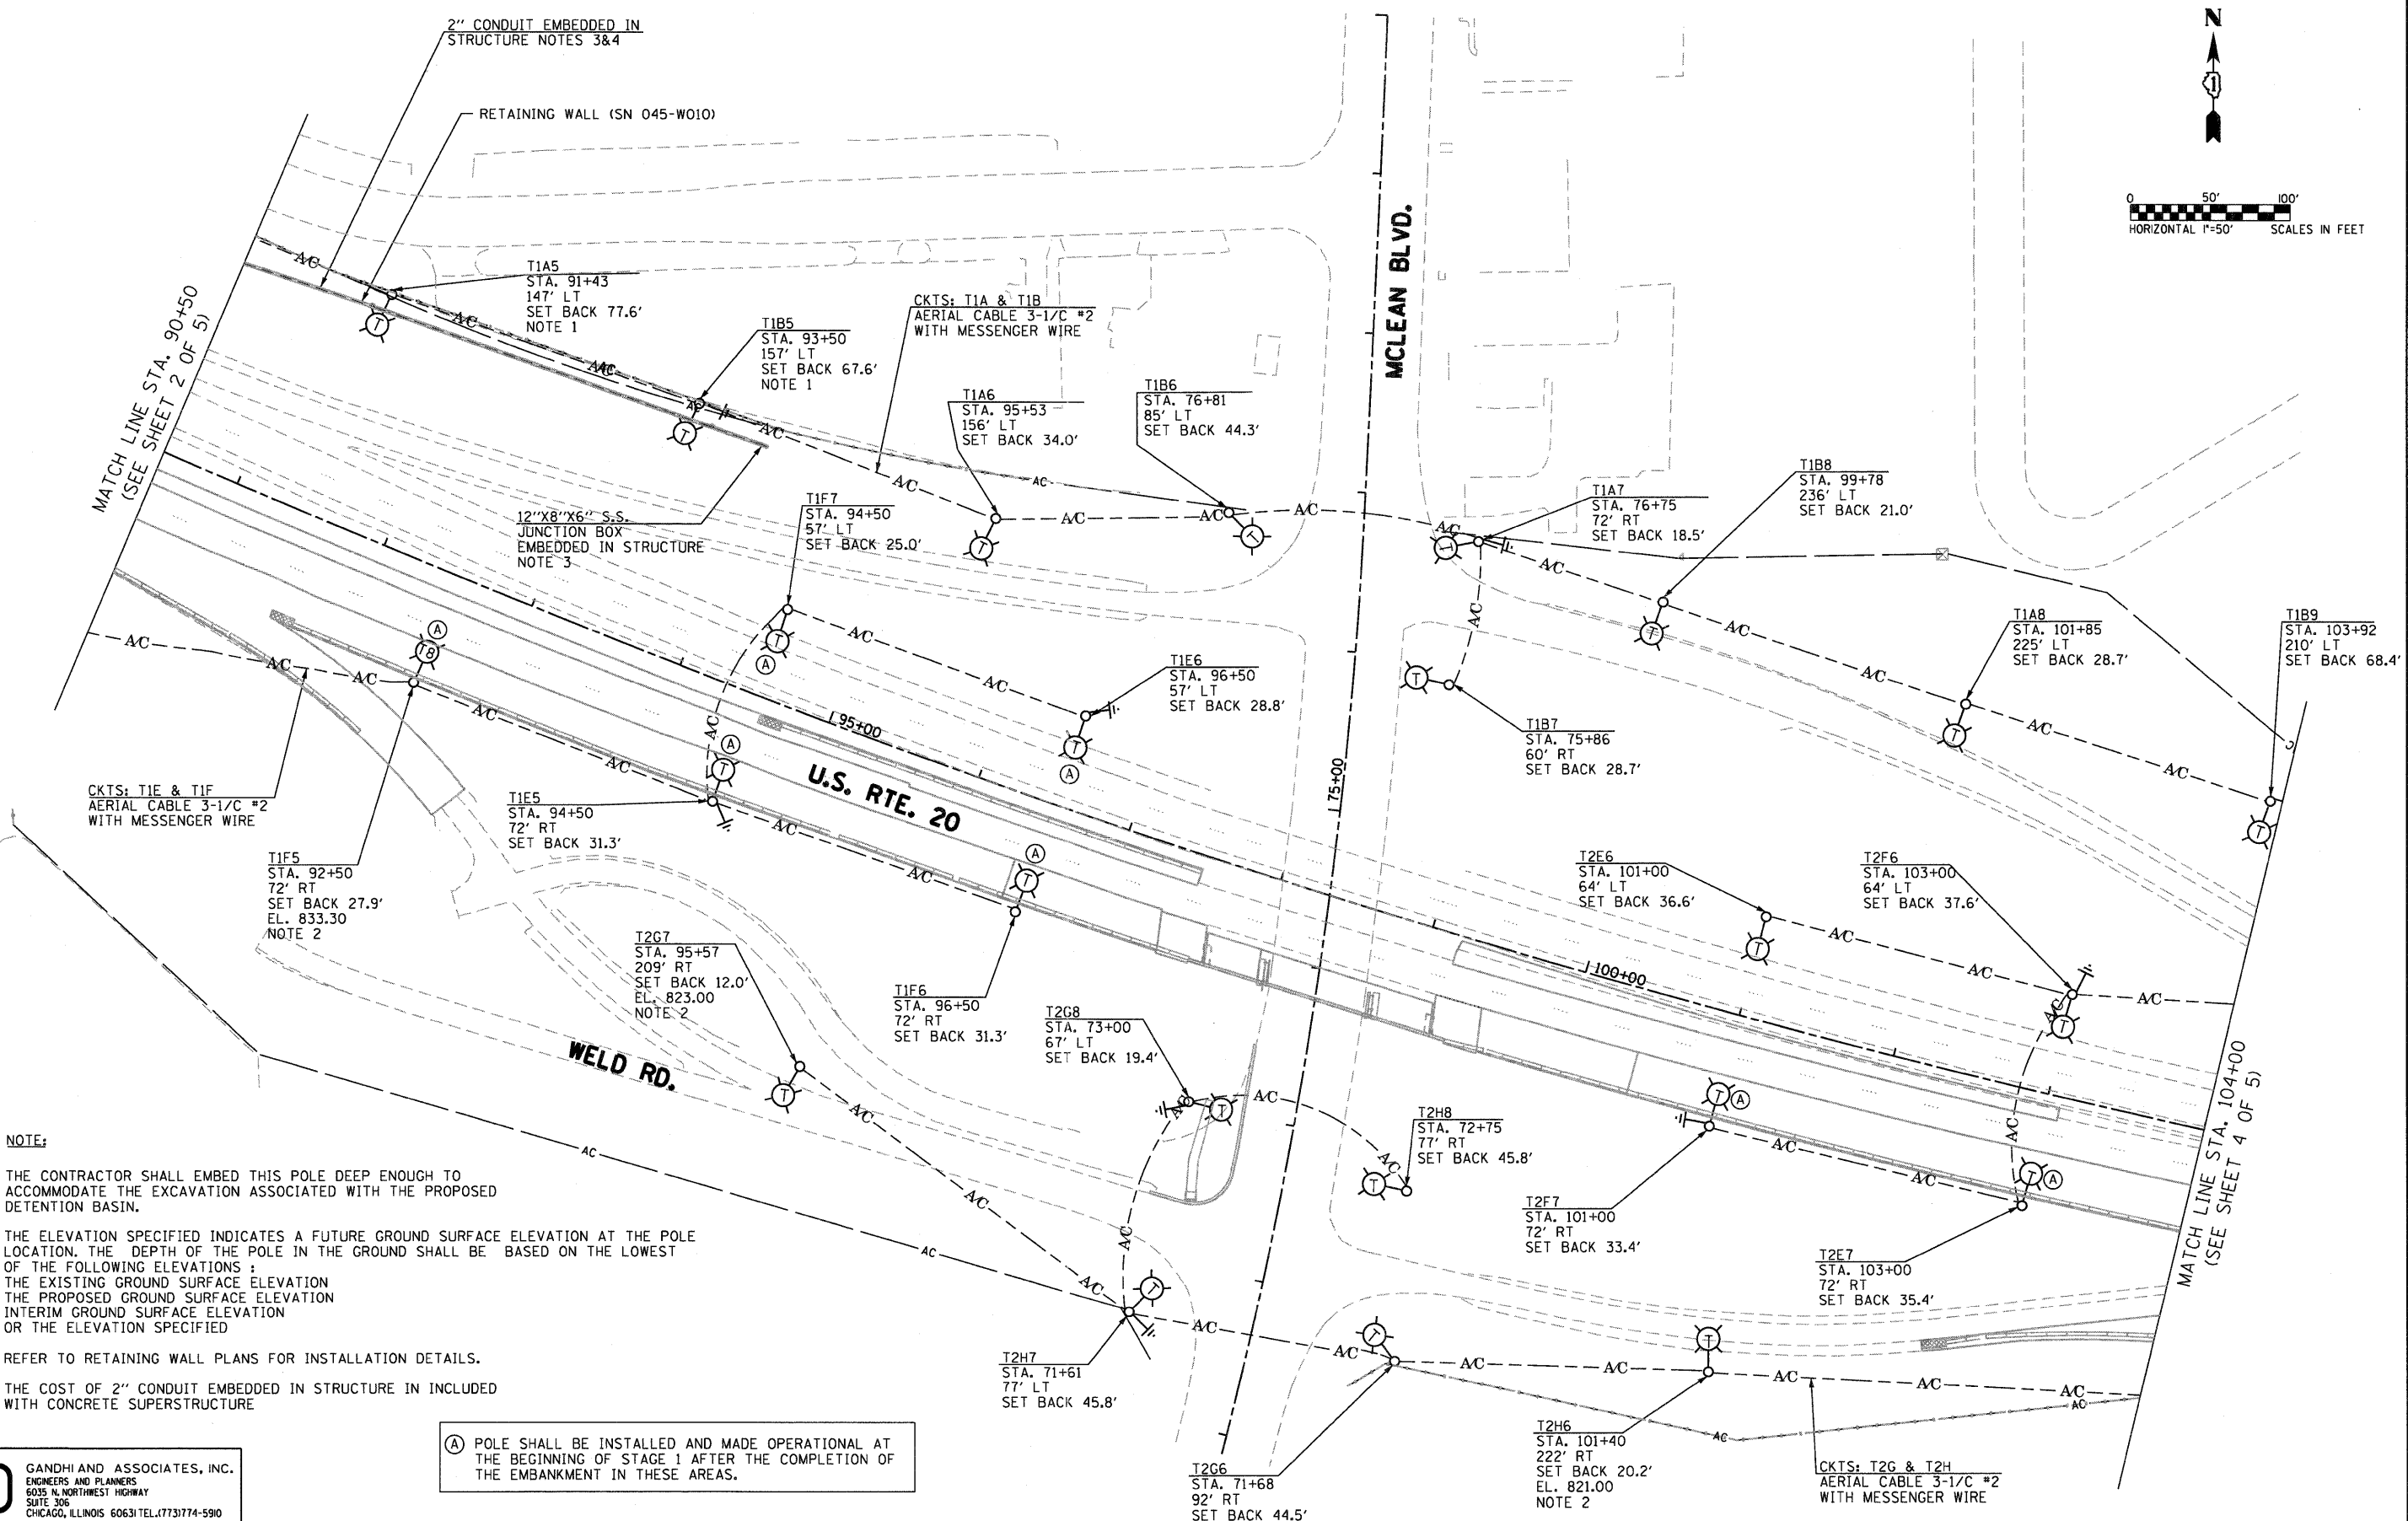 2" CONDUIT EMBEDDED IN
STRUCTURE NOTES 3&4
RETAINING WALL (SN 045-W010)
N
1
0 50' 100'
HORIZONTAL 1"=50' SCALES IN FEET
MCLEAN BLVD.
MATCH LINE STA. 90+50
(SEE SHEET 2 OF 5)
T1A5
STA. 91+43
147' LT
SET BACK 77.6'
NOTE 1
T1B5
STA. 93+50
157' LT
SET BACK 67.6'
NOTE 1
CKTS: T1A & T1B
AERIAL CABLE 3-1/C #2
WITH MESSENGER WIRE
T1A6
STA. 95+53
156' LT
SET BACK 34.0'
T1B6
STA. 76+81
85' LT
SET BACK 44.3'
T1A7
STA. 76+75
72' RT
SET BACK 18.5'
T1B8
STA. 99+78
236' LT
SET BACK 21.0'
T1F7
STA. 94+50
57' LT
SET BACK 25.0'
12"X8"X6" S.S.
JUNCTION BOX
EMBEDDED IN STRUCTURE
NOTE 3
T1A8
STA. 101+85
225' LT
SET BACK 28.7'
T1B9
STA. 103+92
210' LT
SET BACK 68.4'
T1E6
STA. 96+50
57' LT
SET BACK 28.8'
T1B7
STA. 75+86
60' RT
SET BACK 28.7'
95+00
75+00
100+00
U.S. RTE. 20
CKTS: T1E & T1F
AERIAL CABLE 3-1/C #2
WITH MESSENGER WIRE
T1E5
STA. 94+50
72' RT
SET BACK 31.3'
T1F5
STA. 92+50
72' RT
SET BACK 27.9'
EL. 833.30
NOTE 2
T2E6
STA. 101+00
64' LT
SET BACK 36.6'
T2F6
STA. 103+00
64' LT
SET BACK 37.6'
T2G7
STA. 95+57
209' RT
SET BACK 12.0'
EL. 823.00
NOTE 2
T1F6
STA. 96+50
72' RT
SET BACK 31.3'
T2G8
STA. 73+00
67' LT
SET BACK 19.4'
WELD RD.
T2H8
STA. 72+75
77' RT
SET BACK 45.8'
T2F7
STA. 101+00
72' RT
SET BACK 33.4'
T2E7
STA. 103+00
72' RT
SET BACK 35.4'
MATCH LINE STA. 104+00
(SEE SHEET 4 OF 5)
T2H7
STA. 71+61
77' LT
SET BACK 45.8'
T2G6
STA. 71+68
92' RT
SET BACK 44.5'
T2H6
STA. 101+40
222' RT
SET BACK 20.2'
EL. 821.00
NOTE 2
CKTS: T2G & T2H
AERIAL CABLE 3-1/C #2
WITH MESSENGER WIRE
NOTE:
THE CONTRACTOR SHALL EMBED THIS POLE DEEP ENOUGH TO
ACCOMMODATE THE EXCAVATION ASSOCIATED WITH THE PROPOSED
DETENTION BASIN.
THE ELEVATION SPECIFIED INDICATES A FUTURE GROUND SURFACE ELEVATION AT THE POLE
LOCATION. THE DEPTH OF THE POLE IN THE GROUND SHALL BE BASED ON THE LOWEST
OF THE FOLLOWING ELEVATIONS :
THE EXISTING GROUND SURFACE ELEVATION
THE PROPOSED GROUND SURFACE ELEVATION
INTERIM GROUND SURFACE ELEVATION
OR THE ELEVATION SPECIFIED
REFER TO RETAINING WALL PLANS FOR INSTALLATION DETAILS.
THE COST OF 2" CONDUIT EMBEDDED IN STRUCTURE IN INCLUDED
WITH CONCRETE SUPERSTRUCTURE
A POLE SHALL BE INSTALLED AND MADE OPERATIONAL AT
THE BEGINNING OF STAGE 1 AFTER THE COMPLETION OF
THE EMBANKMENT IN THESE AREAS.
GANDHI AND ASSOCIATES, INC.
ENGINEERS AND PLANNERS
6035 N. NORTHWEST HIGHWAY
SUITE 306
CHICAGO, ILLINOIS 60631 TEL.(773)774-5910